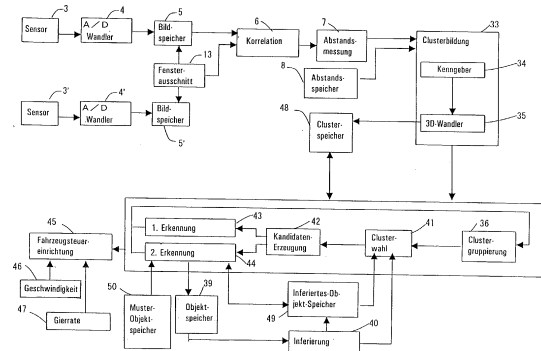 3
Sensor
4
A/D
Wandler
5
Bild-
speicher
6
Korrelation
7
Abstands-
messung
33
Clusterbildung
13
Fenster-
ausschnitt
8
Abstands-
speicher
Kenngeber
34
3'
Sensor
4'
A/D
Wandler
Bild-
speicher
5'
48
Cluster-
speicher
3D-Wandler
35
45
Fahrzeugsteuer-
einrichtung
1. Erkennung
43
2. Erkennung
44
42
Kandidaten-
Erzeugung
41
Cluster-
wahl
36
Cluster-
gruppierung
46
Geschwindigkeit
47
Gierrate
50
Muster-
Objekt-
speicher
39
Objekt-
speicher
Inferiertes-Ob-
jekt-Speicher
49
40
Inferierung